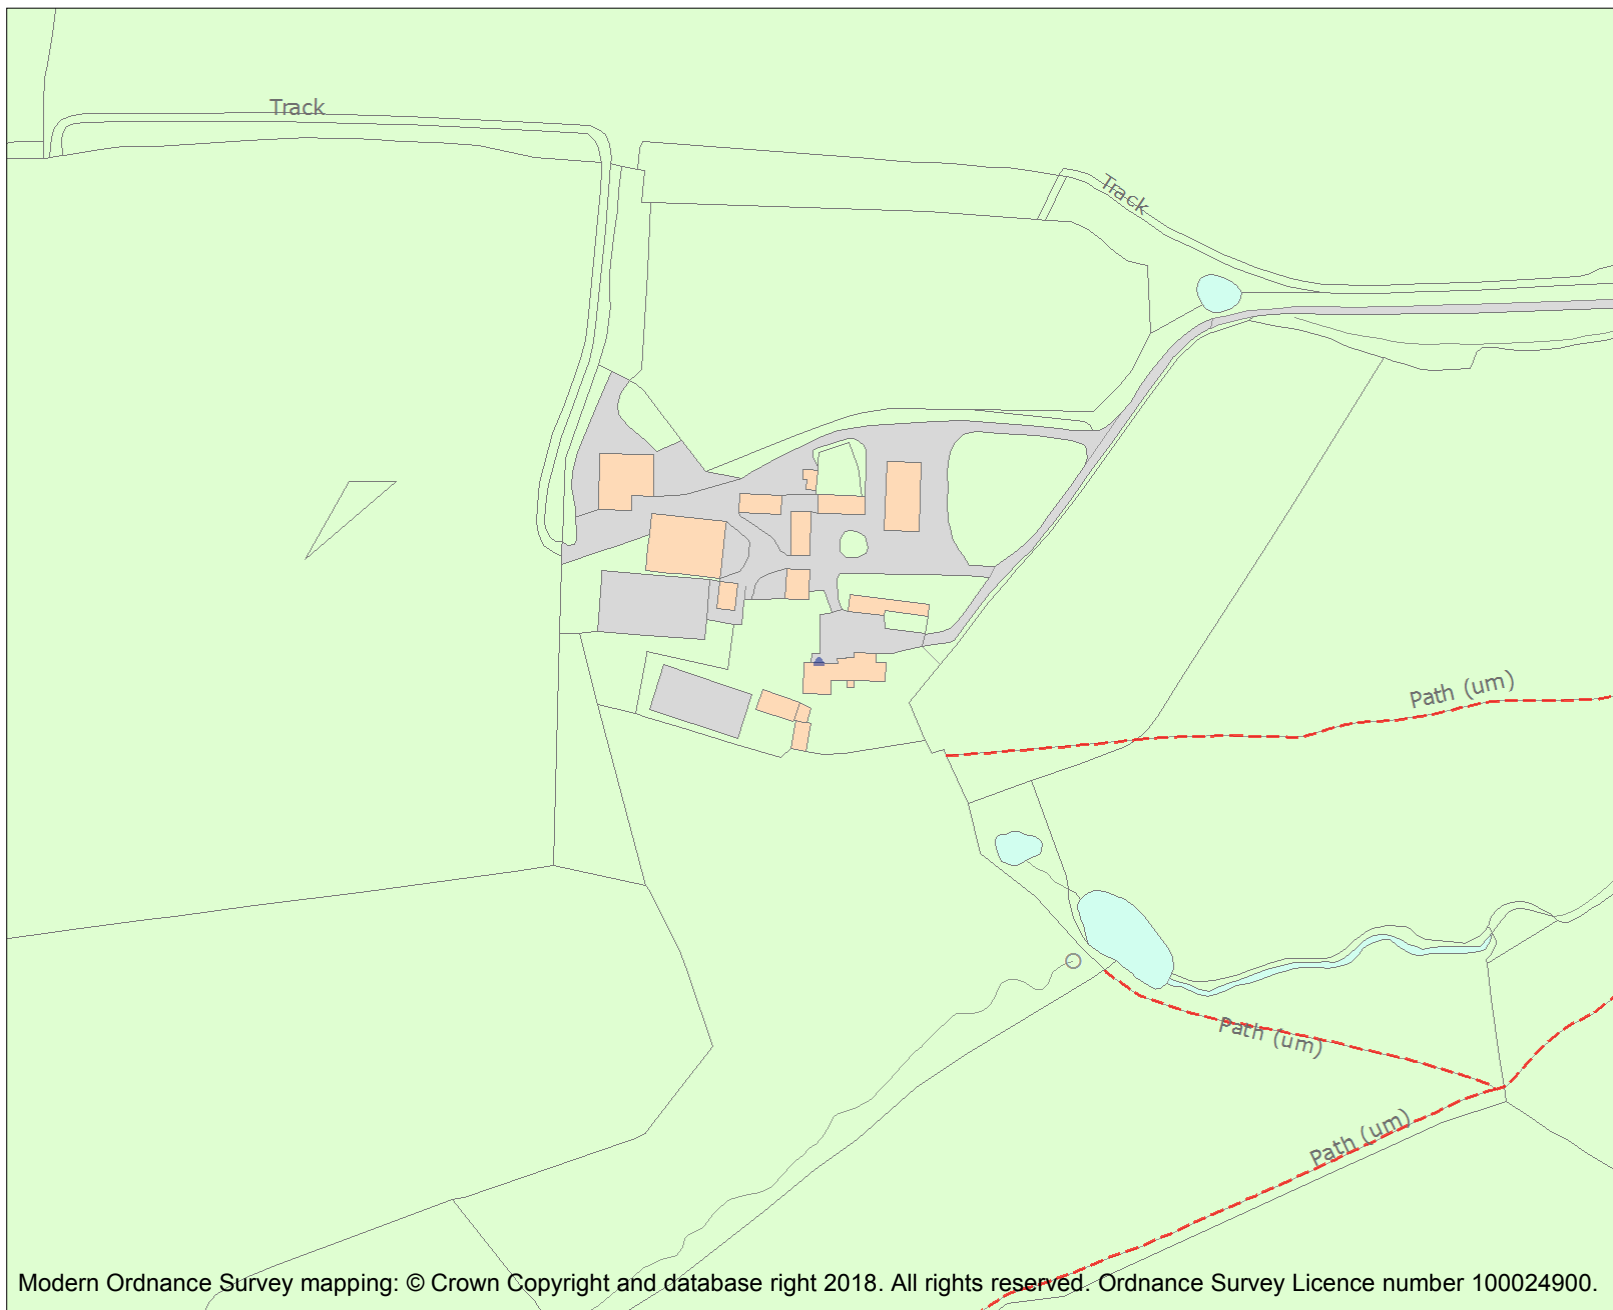 Track
Track
Path (um)
Path (um)
Path (um)
Modern Ordnance Survey mapping: © Crown Copyright and database right 2018. All rights reserved. Ordnance Survey Licence number 100024900.